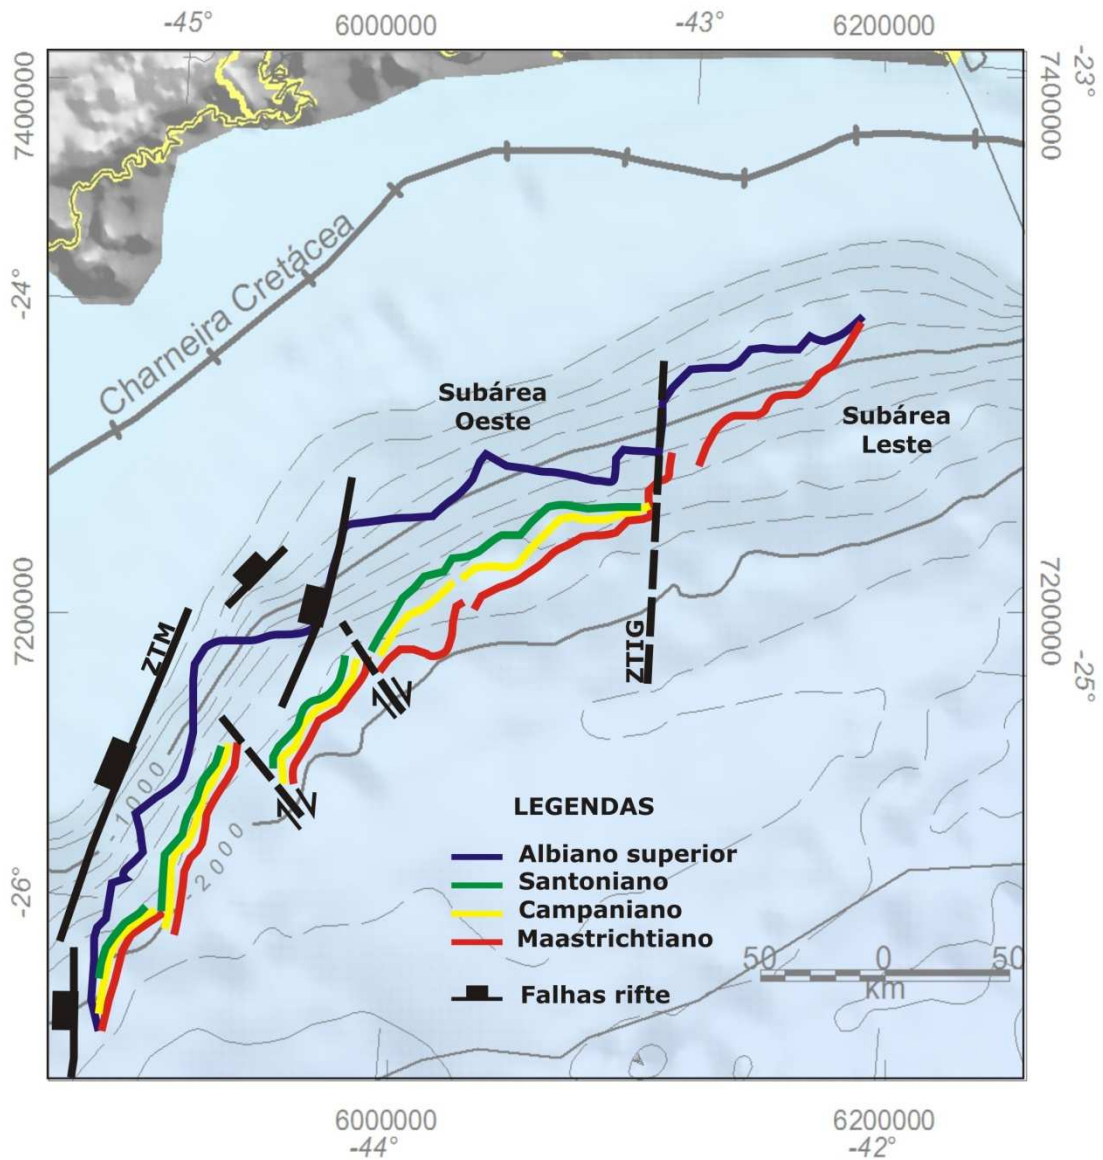 -45°
6000000
-43°
6200000
-23°
7400000
7400000
-24°
Charneira Cretácea
Subárea
Oeste
Subárea
Leste
7200000
7200000
ZTM
ZTIG
-25°
-1000
-2000
-26°
LEGENDAS
Albiano superior
Santoniano
Campaniano
Maastrichtiano
Falhas rifte
50 0 50
km
6000000
-44°
6200000
-42°